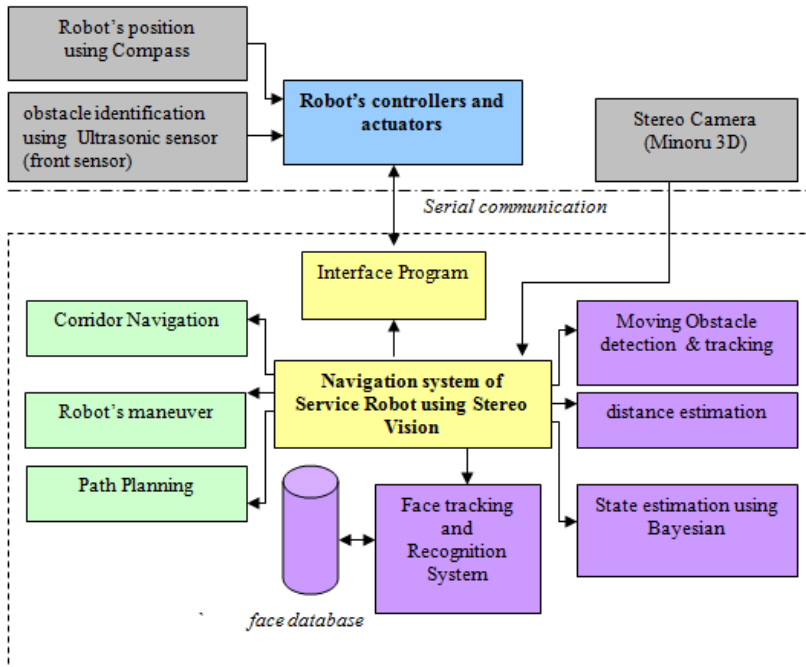 Robot's position
using Compass
obstacle identification
using Ultrasonic sensor
(front sensor)
Robot's controllers and
actuators
Stereo Camera
(Minoru 3D)
Serial communication
Interface Program
Corridor Navigation
Robot's maneuver
Path Planning
Navigation system of
Service Robot using Stereo
Vision
Moving Obstacle
detection & tracking
distance estimation
State estimation using
Bayesian
Face tracking
and
Recognition
System
face database